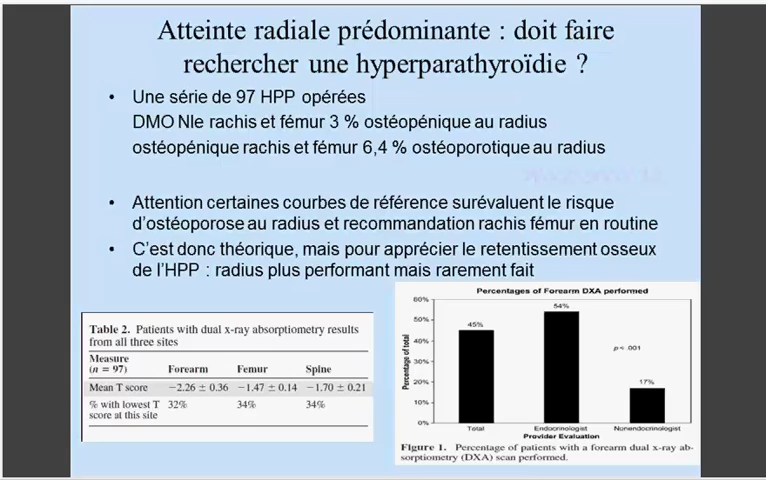 Atteinte radiale prédominante : doit faire
rechercher une hyperparathyroïdie ?
• Une série de 97 HPP opérées
DMO Nle rachis et fémur 3 % ostéopénique au radius
ostéopénique rachis et fémur 6,4 % ostéoporotique au radius
• Attention certaines courbes de référence surévaluent le risque
d'ostéoporose au radius et recommandation rachis fémur en routine
• C'est donc théorique, mais pour apprécier le retentissement osseux
de l'HPP : radius plus performant mais rarement fait
Table 2. Patients with dual x-ray absorptiometry results
from all three sites
Measure
(n = 97) Forearm Femur Spine
Mean T score −2.26 ± 0.36 −1.47 ± 0.14 −1.70 ± 0.21
% with lowest T 32% 34% 34%
score at this site
Percentages of Forearm DXA performed
60%
50%
40%
30%
20%
10%
0%
Percentage of total
45%
54%
17%
p < .001
Total Endocrinologist Nonendocrinologist
Provider Evaluation
Figure 1. Percentage of patients with a forearm dual x-ray ab-
sorptiometry (DXA) scan performed.